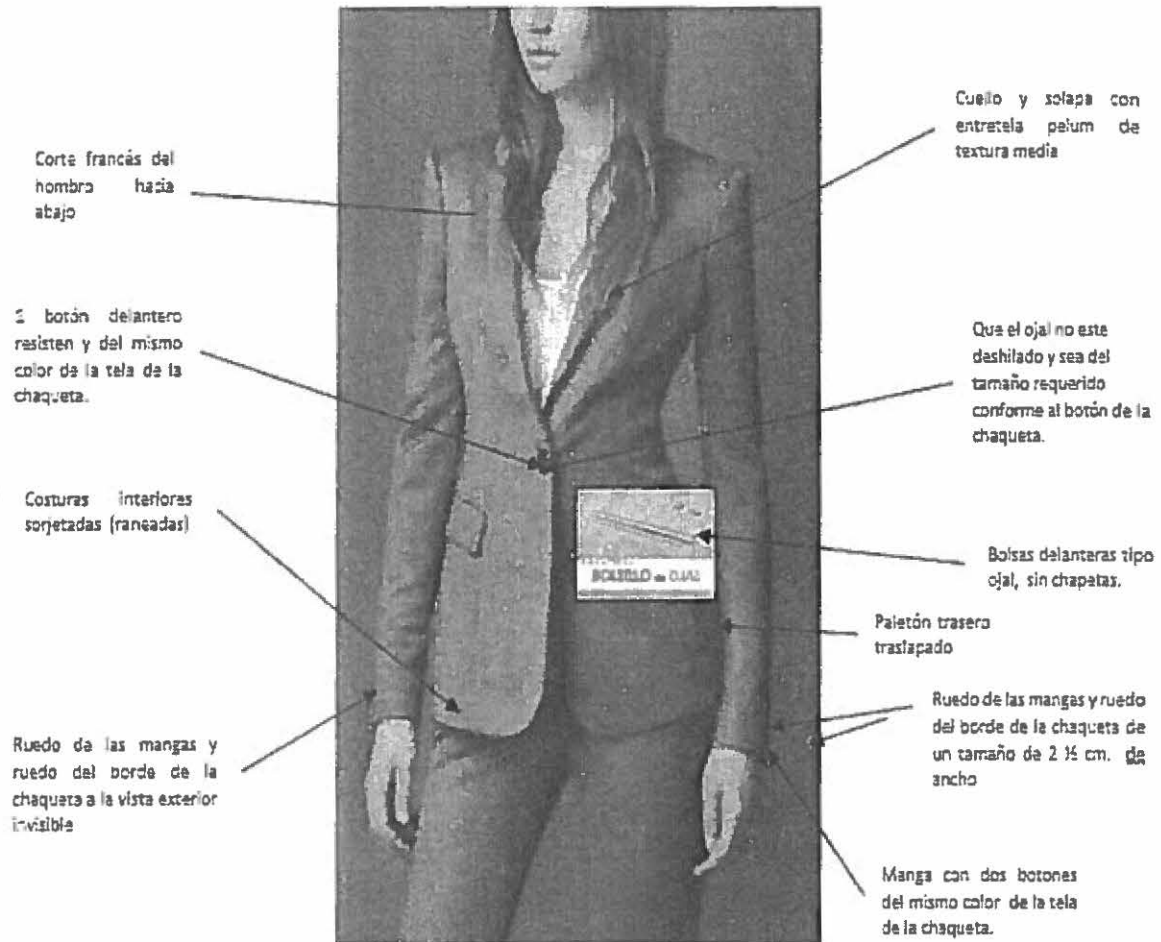 Corte francés del
hombro hacia
abajo
botón delantero
resisten y del mismo
color de la tela de la
chaqueta.
Costuras interiores
sorjetadas (raneadas)
Ruedo de las mangas y
ruedo del borde de la
chaqueta a la vista exterior
invisible
Cuello y solapa con
entretela pelum de
textura media
Que el ojal no este
deshilado y sea del
tamaño requerido
conforme al botón de la
chaqueta.
BOLSILLO de OJAL
Bolsas delanteras tipo
ojal, sin chapetas.
Paletón trasero
traslapado
Ruedo de las mangas y ruedo
del borde de la chaqueta de
un tamaño de 2 ½ cm. de
ancho
Manga con dos botones
del mismo color de la tela
de la chaqueta.